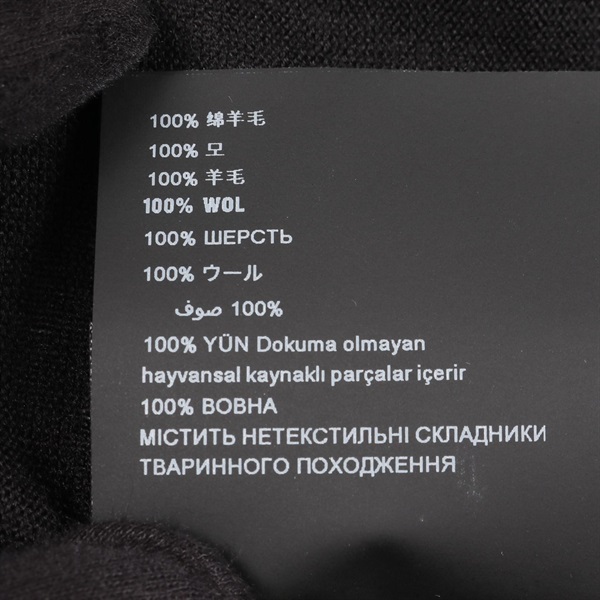 100% 绵羊毛
100% 모
100% 羊毛
100% WOL
100% ШЕРСТЬ
100% ウール
100% صوف
100% YÜN Dokuma olmayan
hayvansal kaynaklı parçalar içerir
100% ВОВНА
МІСТИТЬ НЕТЕКСТИЛЬНІ СКЛАДНИКИ
ТВАРИННОГО ПОХОДЖЕННЯ